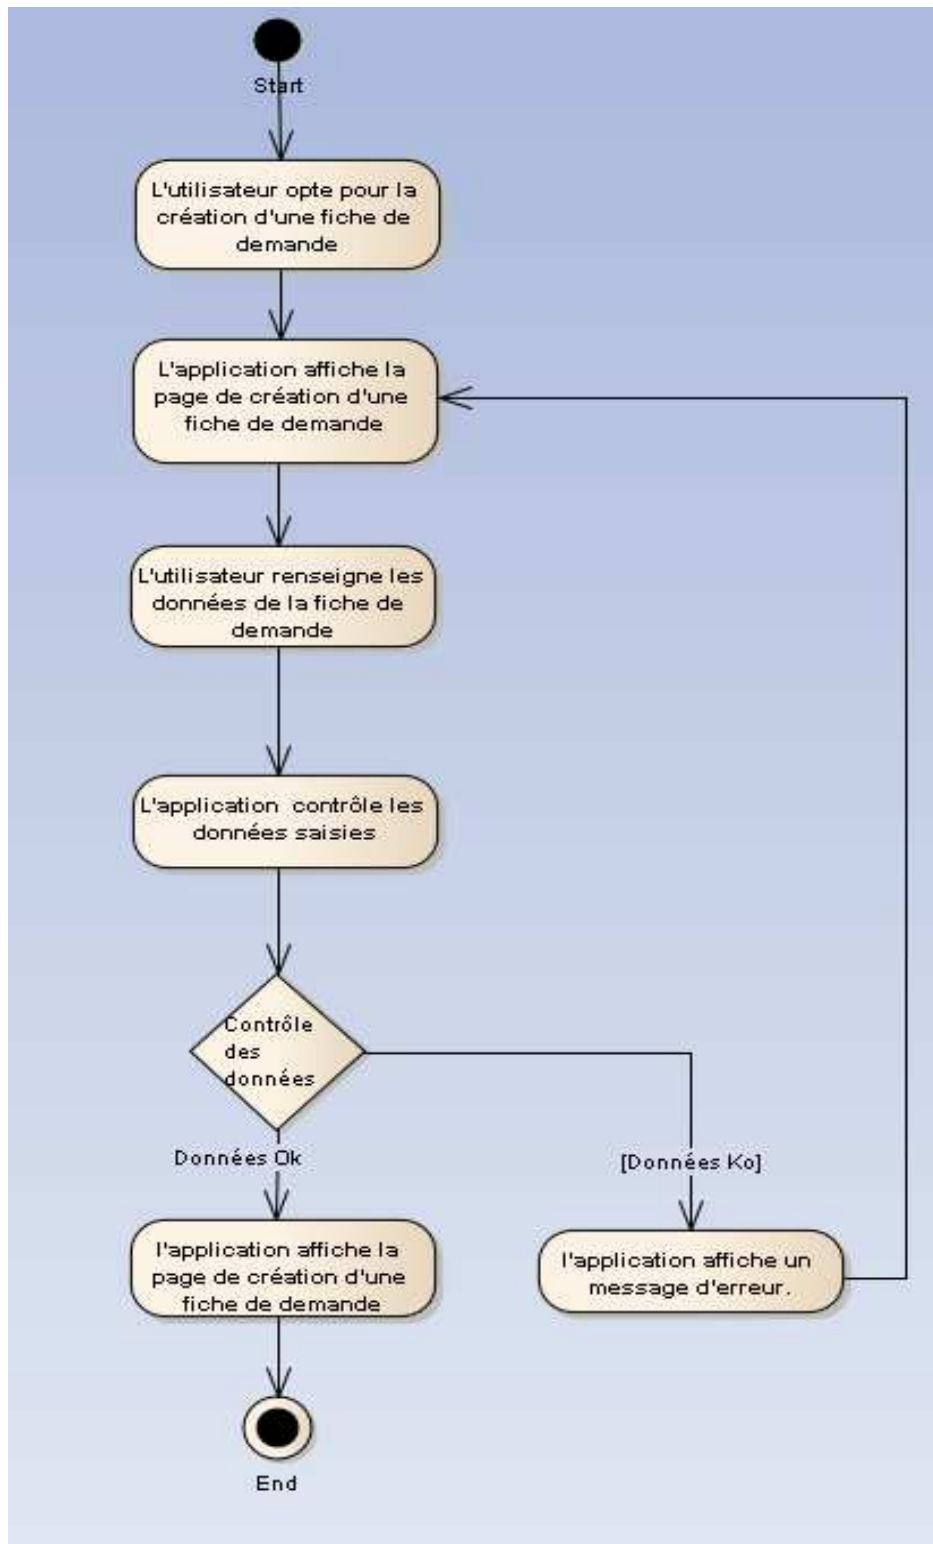 Start
L'utilisateur opte pour la
création d'une fiche de
demande
L'application affiche la
page de création d'une
fiche de demande
L'utilisateur renseigne les
données de la fiche de
demande
L'application  contrôle les
données saisies
Contrôle
des
données
Données Ok
[Données Ko]
l'application affiche la
page de création d'une
fiche de demande
l'application affiche un
message d'erreur.
End